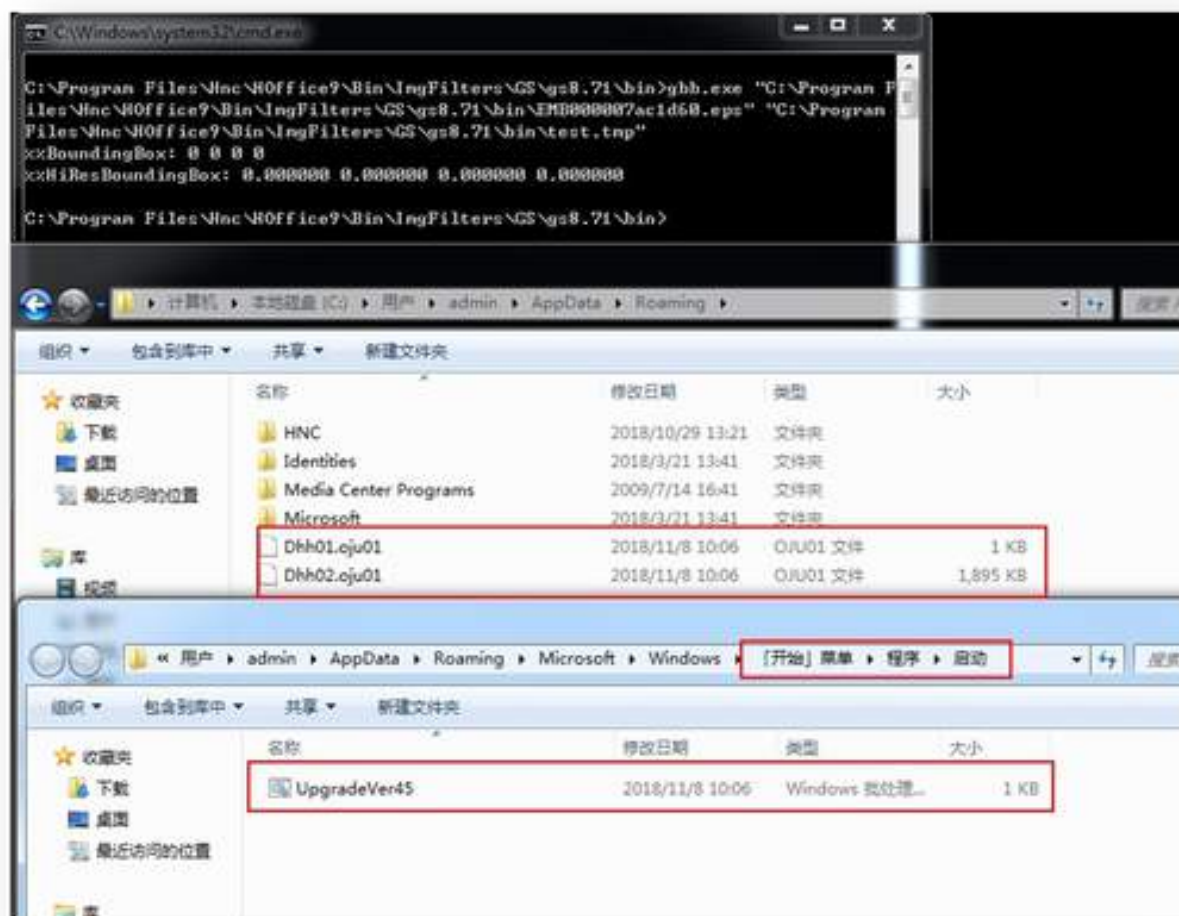 C:\Windows\system32\cmd.exe
C:\Program Files\Hnc\HOffice9\Bin\ImgFilters\GS\gs8.71\bin>gbb.exe "C:\Program F
iles\Hnc\HOffice9\Bin\ImgFilters\GS\gs8.71\bin\EMB000007ac1d60.eps" "C:\Program
Files\Hnc\HOffice9\Bin\ImgFilters\GS\gs8.71\bin\test.tmp"
%%BoundingBox: 0 0 0 0
%%HiResBoundingBox: 0.000000 0.000000 0.000000 0.000000
C:\Program Files\Hnc\HOffice9\Bin\ImgFilters\GS\gs8.71\bin>
计算机 本地磁盘 (C:) 用户 admin AppData Roaming 搜索
组织 包含到库中 共享 新建文件夹
收藏夹 名称 修改日期 类型 大小
下载 HNC 2018/10/29 13:21 文件夹
桌面 Identities 2018/3/21 13:41 文件夹
最近访问的位置 Media Center Programs 2009/7/14 16:41 文件夹
Microsoft 2018/3/21 13:41 文件夹
库 Dhh01.oju01 2018/11/8 10:06 OJU01 文件 1 KB
视频 Dhh02.oju01 2018/11/8 10:06 OJU01 文件 1,895 KB
« 用户 admin AppData Roaming Microsoft Windows 「开始」菜单 程序 启动 搜索
组织 包含到库中 共享 新建文件夹
收藏夹 名称 修改日期 类型 大小
下载 UpgradeVer45 2018/11/8 10:06 Windows 批处理... 1 KB
桌面
最近访问的位置
库